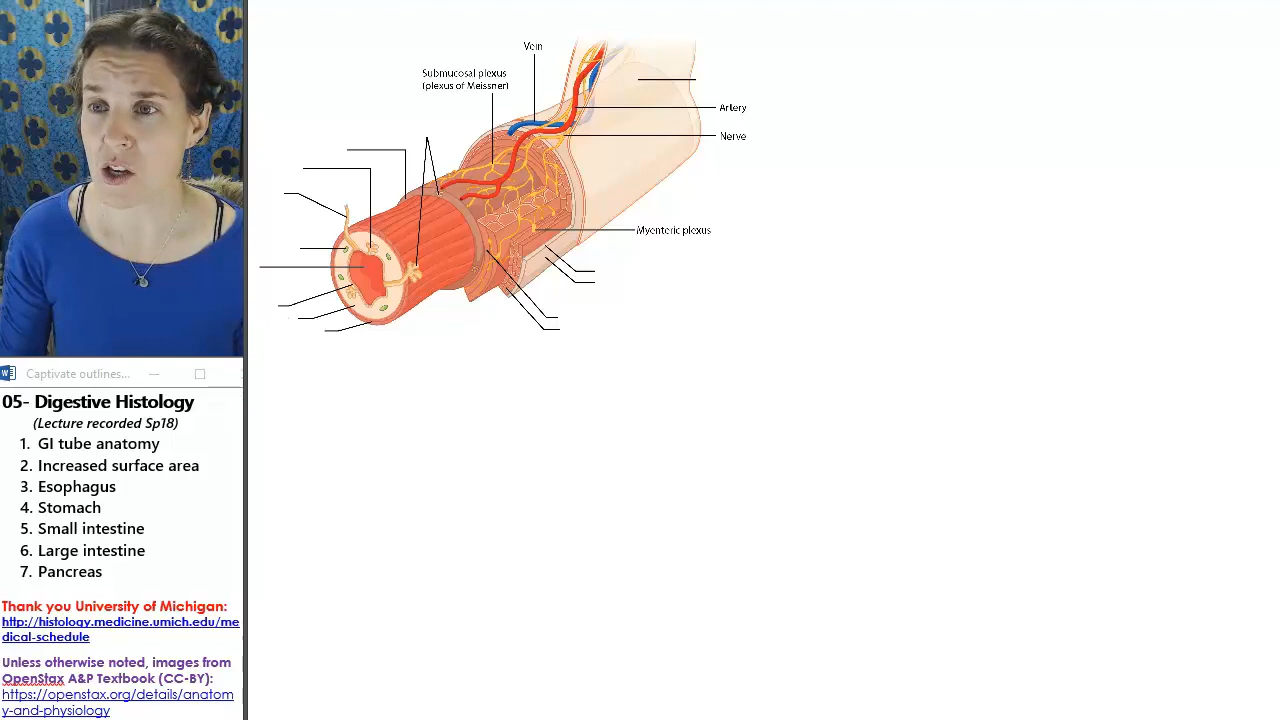 Vein
Submucosal plexus
(plexus of Meissner)
Artery
Nerve
Myenteric plexus
Captivate outlines...
05- Digestive Histology
(Lecture recorded Sp18)
1. GI tube anatomy
2. Increased surface area
3. Esophagus
4. Stomach
5. Small intestine
6. Large intestine
7. Pancreas
Thank you University of Michigan:
http://histology.medicine.umich.edu/me
dical-schedule
Unless otherwise noted, images from
OpenStax A&P Textbook (CC-BY):
https://openstax.org/details/anatom
y-and-physiology